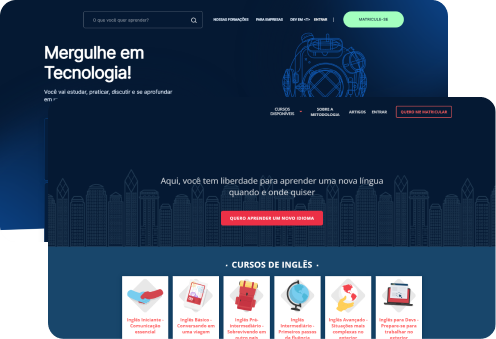 O que você quer aprender?
NOSSAS FORMAÇÕES
PARA EMPRESAS
DEV EM <T>
ENTRAR
MATRICULE-SE
Mergulhe em
Tecnologia!
Você vai estudar, praticar, discutir e se aprofundar
em
CURSOS
DISPONÍVEIS
SOBRE A
METODOLOGIA
ARTIGOS
ENTRAR
QUERO ME MATRICULAR
Aqui, você tem liberdade para aprender uma nova língua
quando e onde quiser
QUERO APRENDER UM NOVO IDIOMA
• CURSOS DE INGLÊS •
Inglês Iniciante -
Comunicação
essencial
Inglês Básico -
Conversando em
uma viagem
Inglês Pré-
intermediário -
Sobrevivendo em
outro país
Inglês
Intermediário -
Primeiros passos
da fluência
Inglês Avançado -
Situações mais
complexas no
exterior
Inglês para Devs -
Prepare-se para
trabalhar no
exterior